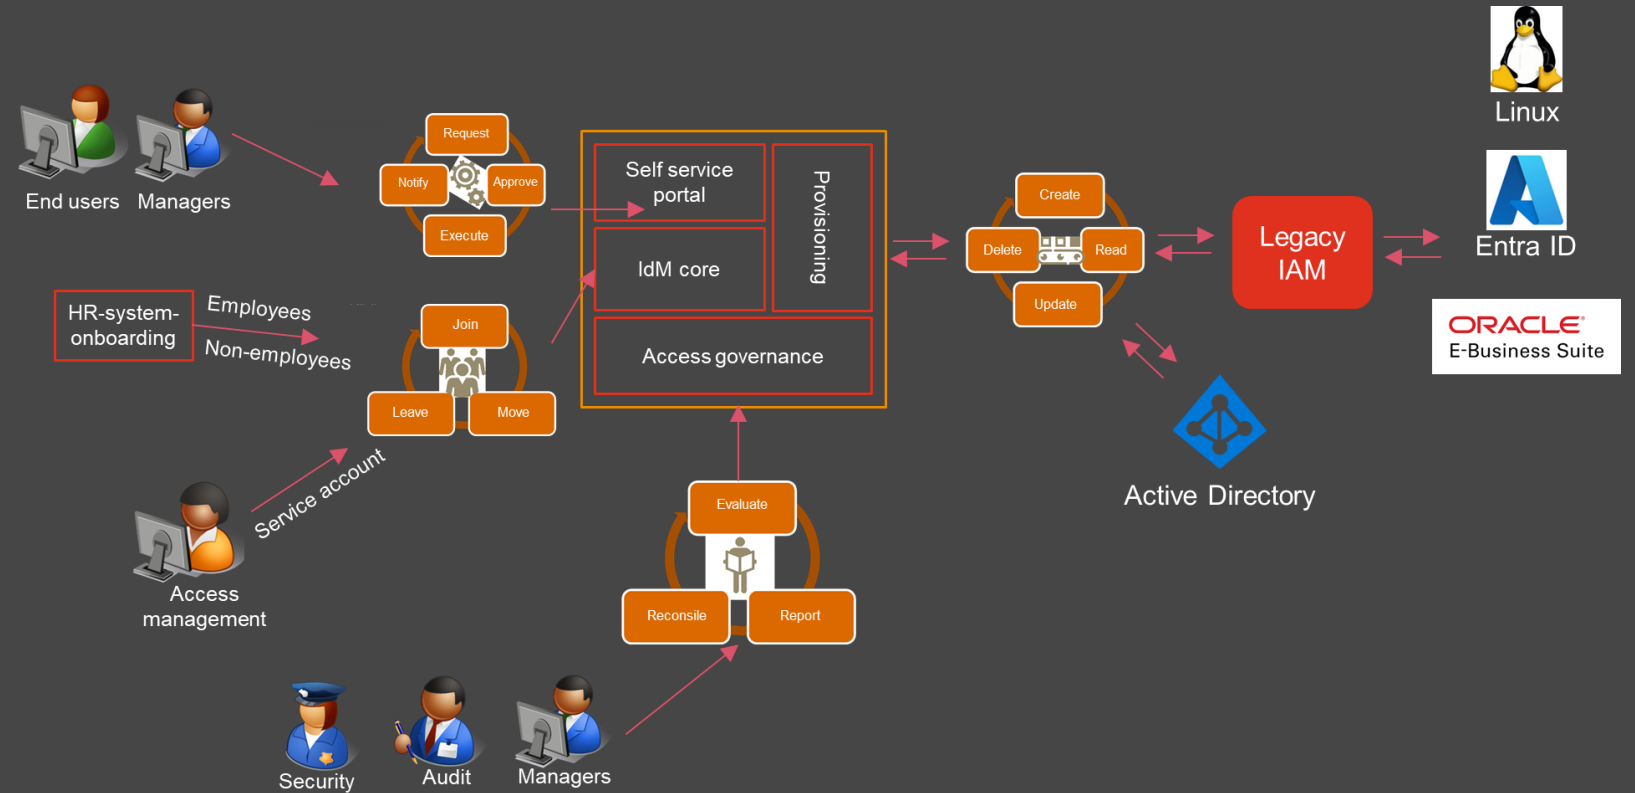 Linux
End users
Managers
Request
Notify
Approve
Execute
Self service
portal
Provisioning
IdM core
Access governance
Create
Delete
Read
Update
Legacy
IAM
Entra ID
ORACLE
E-Business Suite
HR-system-
onboarding
Employees
Non-employees
Join
Leave
Move
Active Directory
Service account
Access
management
Evaluate
Reconsile
Report
Security
Audit
Managers